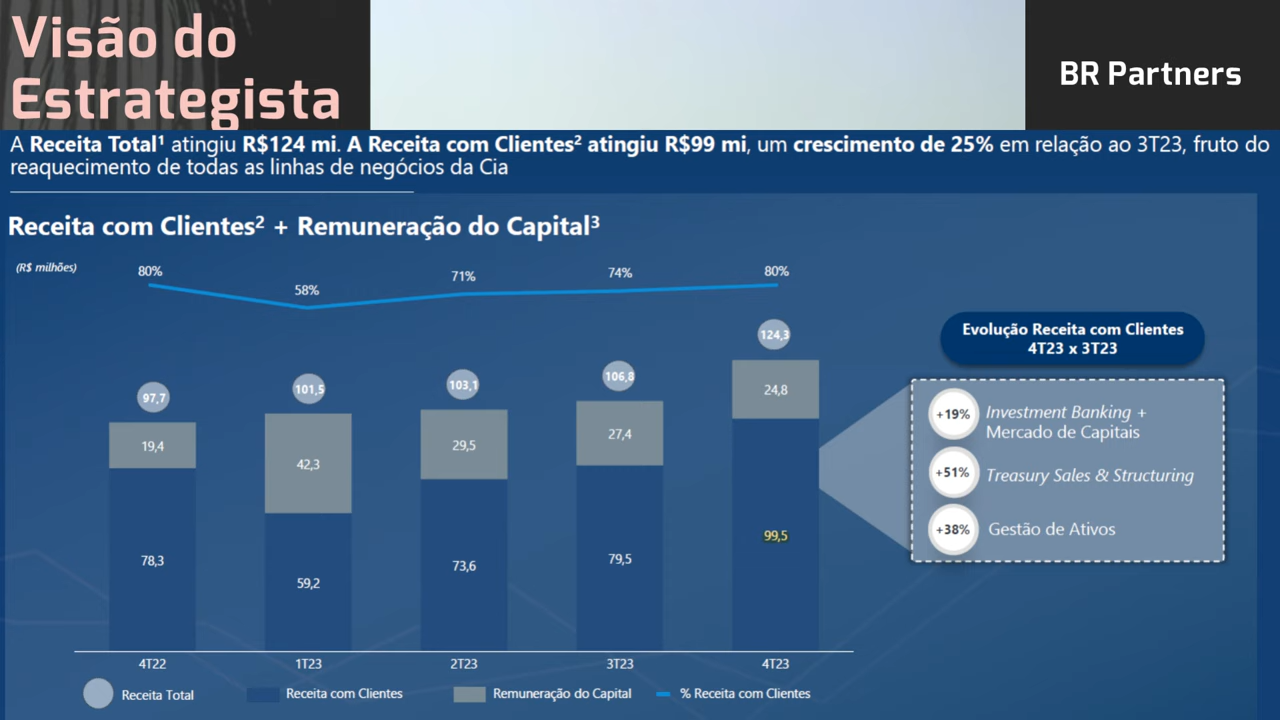 Visão do
Estrategista
BR Partners
A Receita Total¹ atingiu R$124 mi. A Receita com Clientes² atingiu R$99 mi, um crescimento de 25% em relação ao 3T23, fruto do
reaquecimento de todas as linhas de negócios da Cia
Receita com Clientes² + Remuneração do Capital³
(R$ milhões)
80%
58%
71%
74%
80%
97,7
101,5
103,1
106,8
124,3
19,4
42,3
29,5
27,4
24,8
78,3
59,2
73,6
79,5
99,5
4T22
1T23
2T23
3T23
4T23
Receita Total
Receita com Clientes
Remuneração do Capital
% Receita com Clientes
Evolução Receita com Clientes
4T23 x 3T23
+19% Investment Banking +
Mercado de Capitais
+51% Treasury Sales & Structuring
+38% Gestão de Ativos